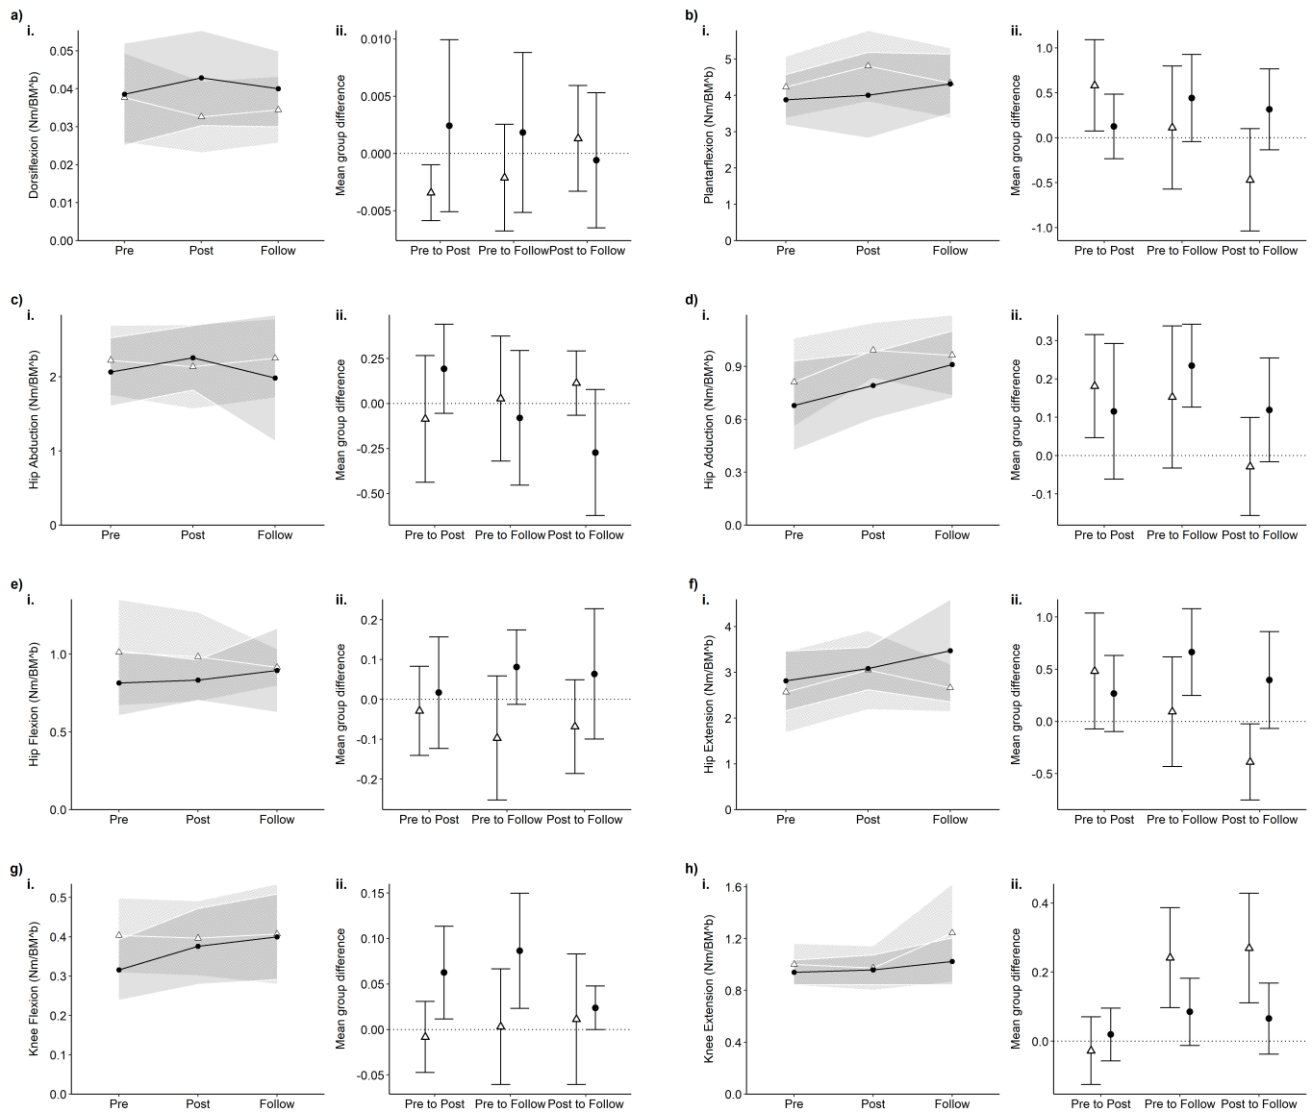 a)
i.
Dorsiflexion (Nm/BM^b)
0.05
0.04
0.03
0.02
0.01
0.00
Pre Post Follow
ii.
Mean group difference
0.010
0.005
0.000
-0.005
Pre to Post Pre to Follow Post to Follow
b)
i.
Plantarflexion (Nm/BM^b)
5
4
3
2
1
0
Pre Post Follow
ii.
Mean group difference
1.0
0.5
0.0
-0.5
-1.0
Pre to Post Pre to Follow Post to Follow
c)
i.
Hip Abduction (Nm/BM^b)
2
1
0
Pre Post Follow
ii.
Mean group difference
0.25
0.00
-0.25
-0.50
Pre to Post Pre to Follow Post to Follow
d)
i.
Hip Adduction (Nm/BM^b)
0.9
0.6
0.3
0.0
Pre Post Follow
ii.
Mean group difference
0.3
0.2
0.1
0.0
-0.1
Pre to Post Pre to Follow Post to Follow
e)
i.
Hip Flexion (Nm/BM^b)
1.0
0.5
0.0
Pre Post Follow
ii.
Mean group difference
0.2
0.1
0.0
-0.1
-0.2
Pre to Post Pre to Follow Post to Follow
f)
i.
Hip Extension (Nm/BM^b)
4
3
2
1
0
Pre Post Follow
ii.
Mean group difference
1.0
0.5
0.0
-0.5
Pre to Post Pre to Follow Post to Follow
g)
i.
Knee Flexion (Nm/BM^b)
0.5
0.4
0.3
0.2
0.1
0.0
Pre Post Follow
ii.
Mean group difference
0.15
0.10
0.05
0.00
-0.05
Pre to Post Pre to Follow Post to Follow
h)
i.
Knee Extension (Nm/BM^b)
1.6
1.2
0.8
0.4
0.0
Pre Post Follow
ii.
Mean group difference
0.4
0.2
0.0
Pre to Post Pre to Follow Post to Follow